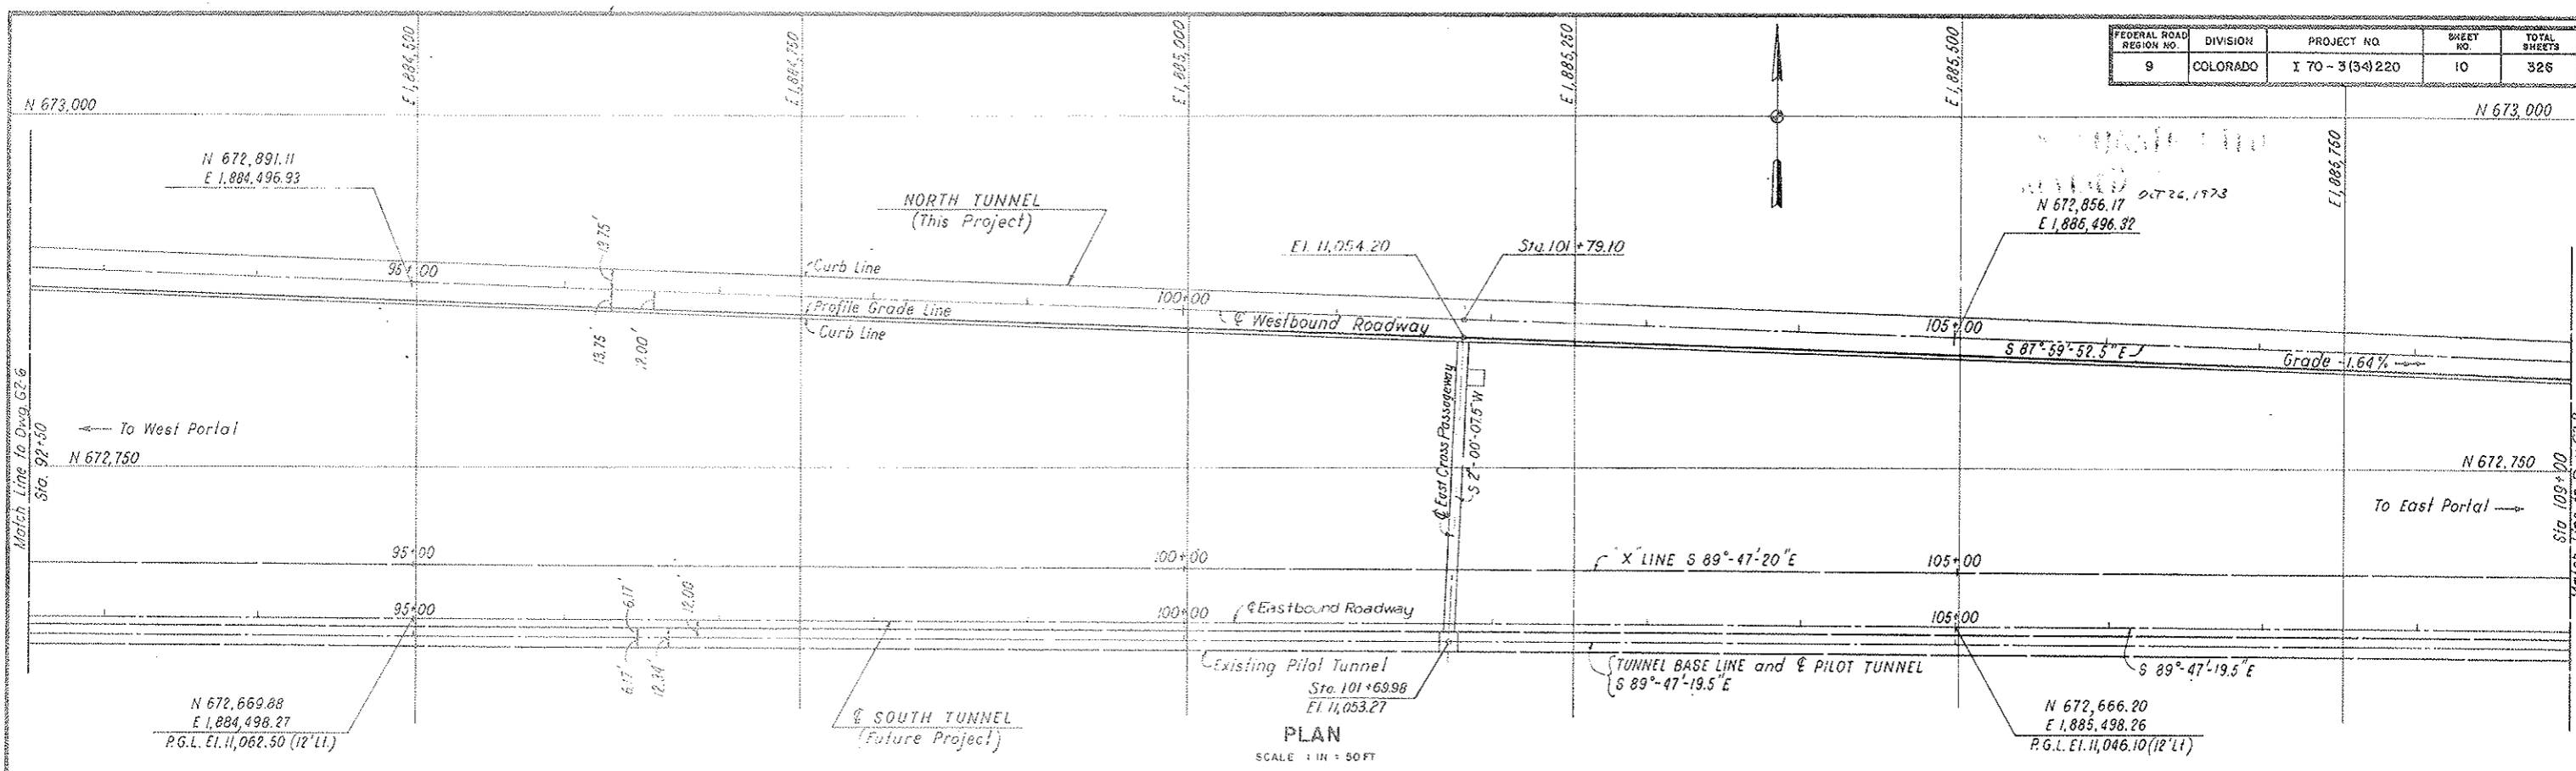 FEDERAL ROAD REGION NO. DIVISION PROJECT NO. SHEET NO. TOTAL SHEETS
9 COLORADO I 70-3(34)220 10 326
E 1,884,500
E 1,884,750
E 1,885,000
E 1,885,250
E 1,885,500
E 1,885,750
N 673,000
N 673,000
OCT 26, 1973
N 672,891.11
E 1,884,496.93
NORTH TUNNEL
(This Project)
El. 11,054.20
Sta. 101+79.10
N 672,856.17
E 1,885,496.32
95+00
13.75'
Curb Line
100+00
Profile Grade Line
Curb Line
℄ Westbound Roadway
13.75'
12.00'
105+00
S 87°-59'-52.5"E
Grade -1.64%
Match Line to Dwg. G2-6
Sta. 92+50
To West Portal
℄ East Cross Passageway
S 2°-00'-07.5"W
N 672,750
N 672,750
To East Portal
Sta 109+00
95+00
100+00
"X" LINE S 89°-47'-20"E
105+00
95+00
6.17'
12.00'
100+00
℄ Eastbound Roadway
105+00
6.17'
12.34'
Existing Pilot Tunnel
Sta. 101+69.98
El. 11,053.27
TUNNEL BASE LINE and ℄ PILOT TUNNEL
S 89°-47'-19.5"E
S 89°-47'-19.5"E
N 672,669.88
E 1,884,498.27
P.G.L. El. 11,062.50 (12' Lt.)
℄ SOUTH TUNNEL
(Future Project)
N 672,666.20
E 1,885,498.26
P.G.L. El. 11,046.10 (12' Lt)
PLAN
SCALE 1 IN = 50 FT